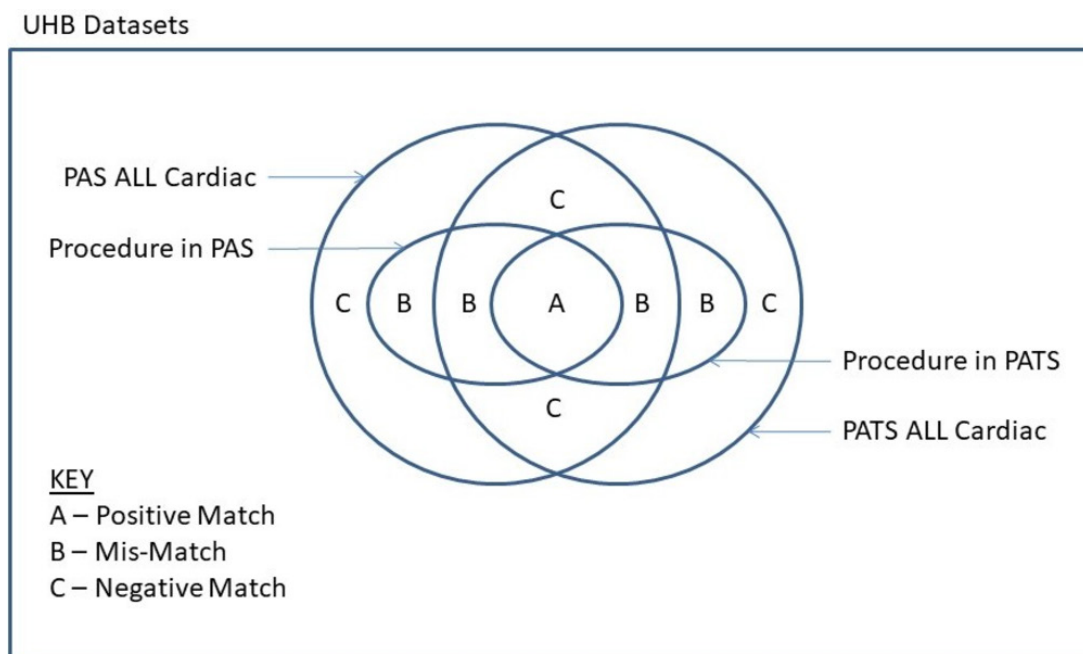 UHB Datasets
PAS ALL Cardiac
C
Procedure in PAS
C B B A B B C
Procedure in PATS
C
PATS ALL Cardiac
KEY
A – Positive Match
B – Mis-Match
C – Negative Match